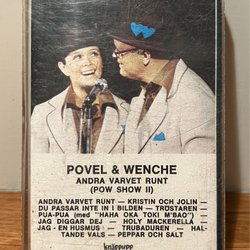 POVEL & WENCHE
ANDRA VARVET RUNT
(POW SHOW II)
ANDRA VARVET RUNT — KRISTIN OCH JOLIN —
DU PASSAR INTE IN I BILDEN — TRÖSTAREN —
PUA-PUA (med "HAHA OKA TOKI M'BAO") —
JAG DIGGAR DEJ — HOLY MACKERELLA
JAG - EN HUSMUS — TRUBADUREN — HAL-
TANDE VALS — PEPPAR OCH SALT
knäppupp